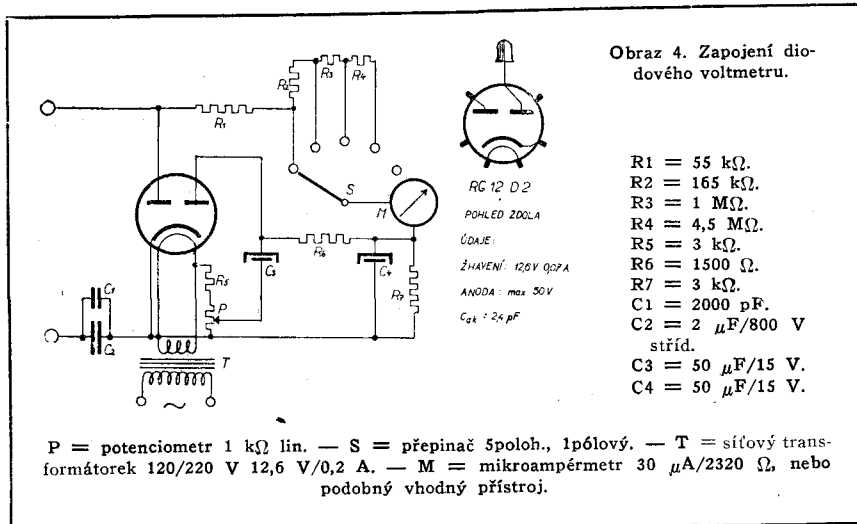 Obraz 4. Zapojení dio-
dového voltmetru.
R1
R2
R3
R4
S
M
C3
R6
C4
R5
P
R7
C1
C2
T
RG 12 D2
POHLED ZDOLA
ÚDAJE:
ŽHAVENÍ: 12,6V 0,07A
ANODA: max 50V
Cak : 2,4 pF
R1 = 55 kΩ.
R2 = 165 kΩ.
R3 = 1 MΩ.
R4 = 4,5 MΩ.
R5 = 3 kΩ.
R6 = 1500 Ω.
R7 = 3 kΩ.
C1 = 2000 pF.
C2 = 2 μF/800 V
stříd.
C3 = 50 μF/15 V.
C4 = 50 μF/15 V.
P = potenciometr 1 kΩ lin. — S = přepinač 5poloh., 1pólový. — T = síťový trans-
formátorek 120/220 V 12,6 V/0,2 A. — M = mikroampérmetr 30 μA/2320 Ω, nebo
podobný vhodný přístroj.